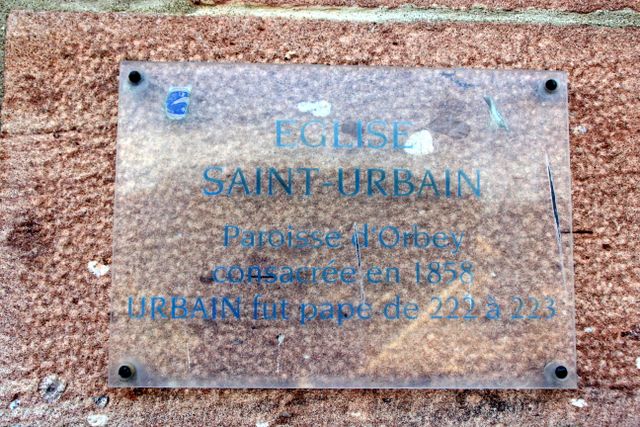 EGLISE
SAINT-URBAIN
Paroisse d'Orbey
consacrée en 1858
URBAIN fut pape de 222 à 223